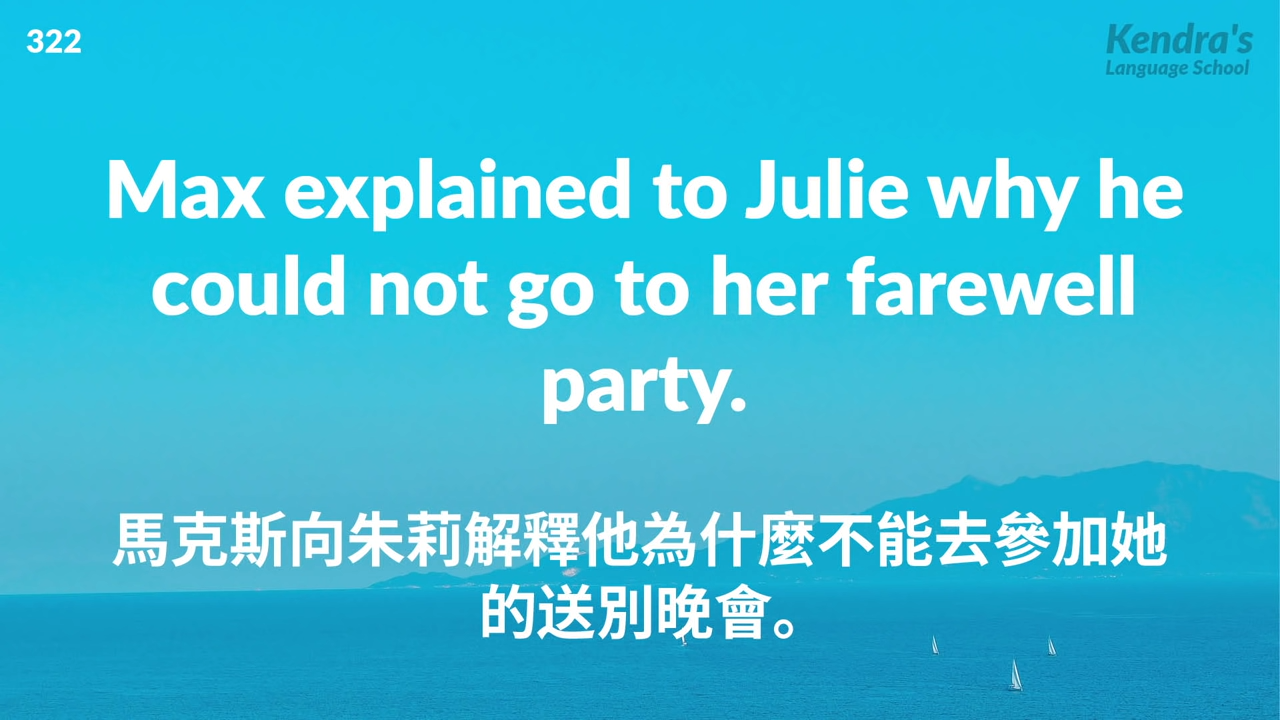 322
Kendra's
Language School
Max explained to Julie why he
could not go to her farewell
party.
馬克斯向朱莉解釋他為什麼不能去參加她
的送別晚會。